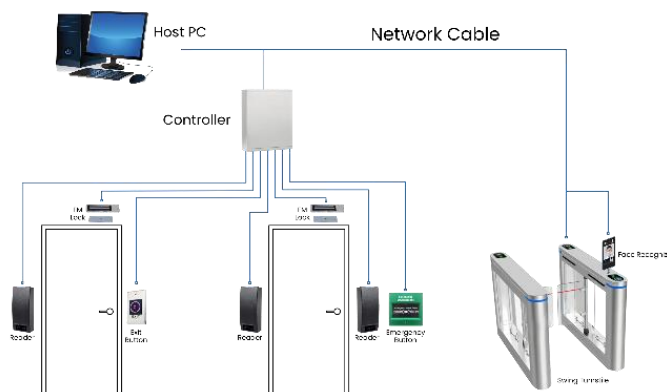 Host PC
Network Cable
Controller
EM
Lock
EM
Lock
Face Recogniz
Reader
Exit
Button
Reader
Reader
Emergency
Button
Swing Turnstile